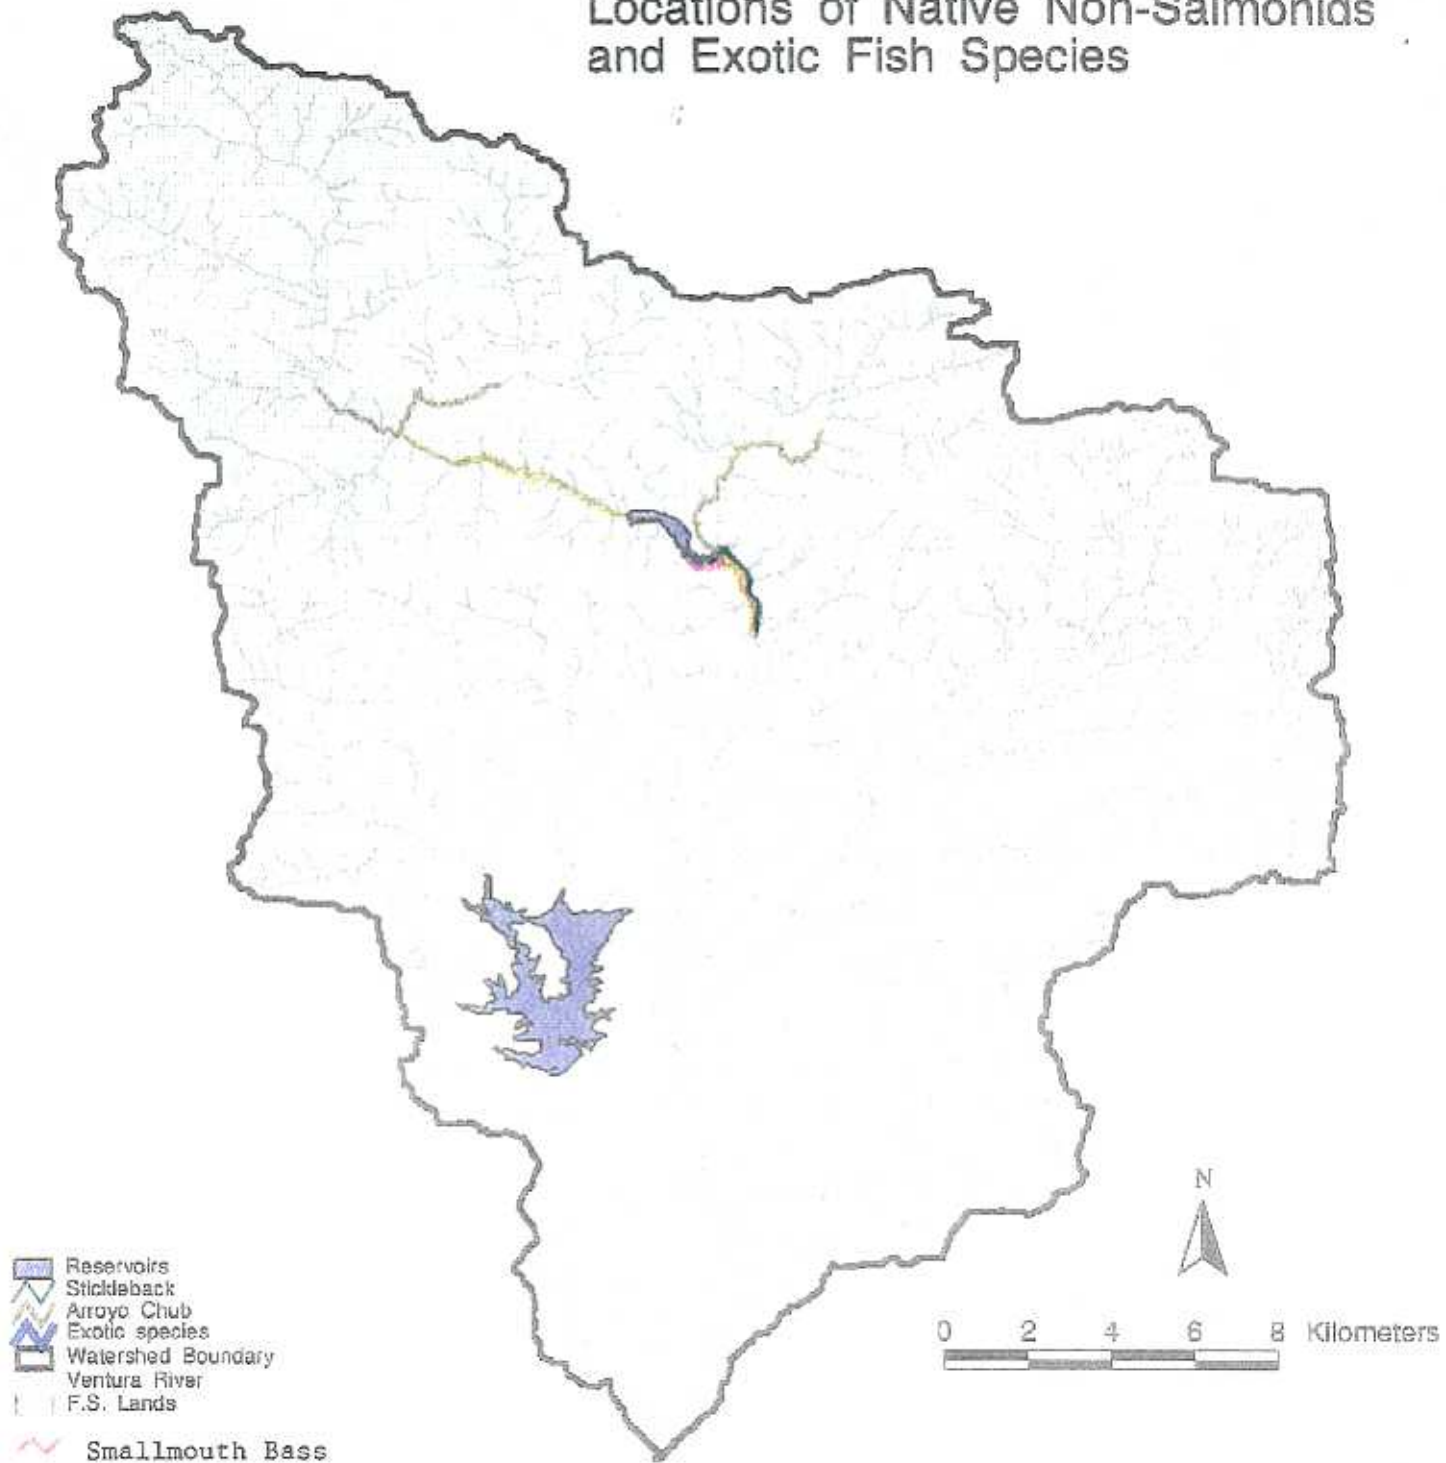 Locations of Native Non-Salmonids
and Exotic Fish Species
N
0 2 4 6 8 Kilometers
Reservoirs
Stickleback
Arroyo Chub
Exotic species
Watershed Boundary
Ventura River
F.S. Lands
Smallmouth Bass